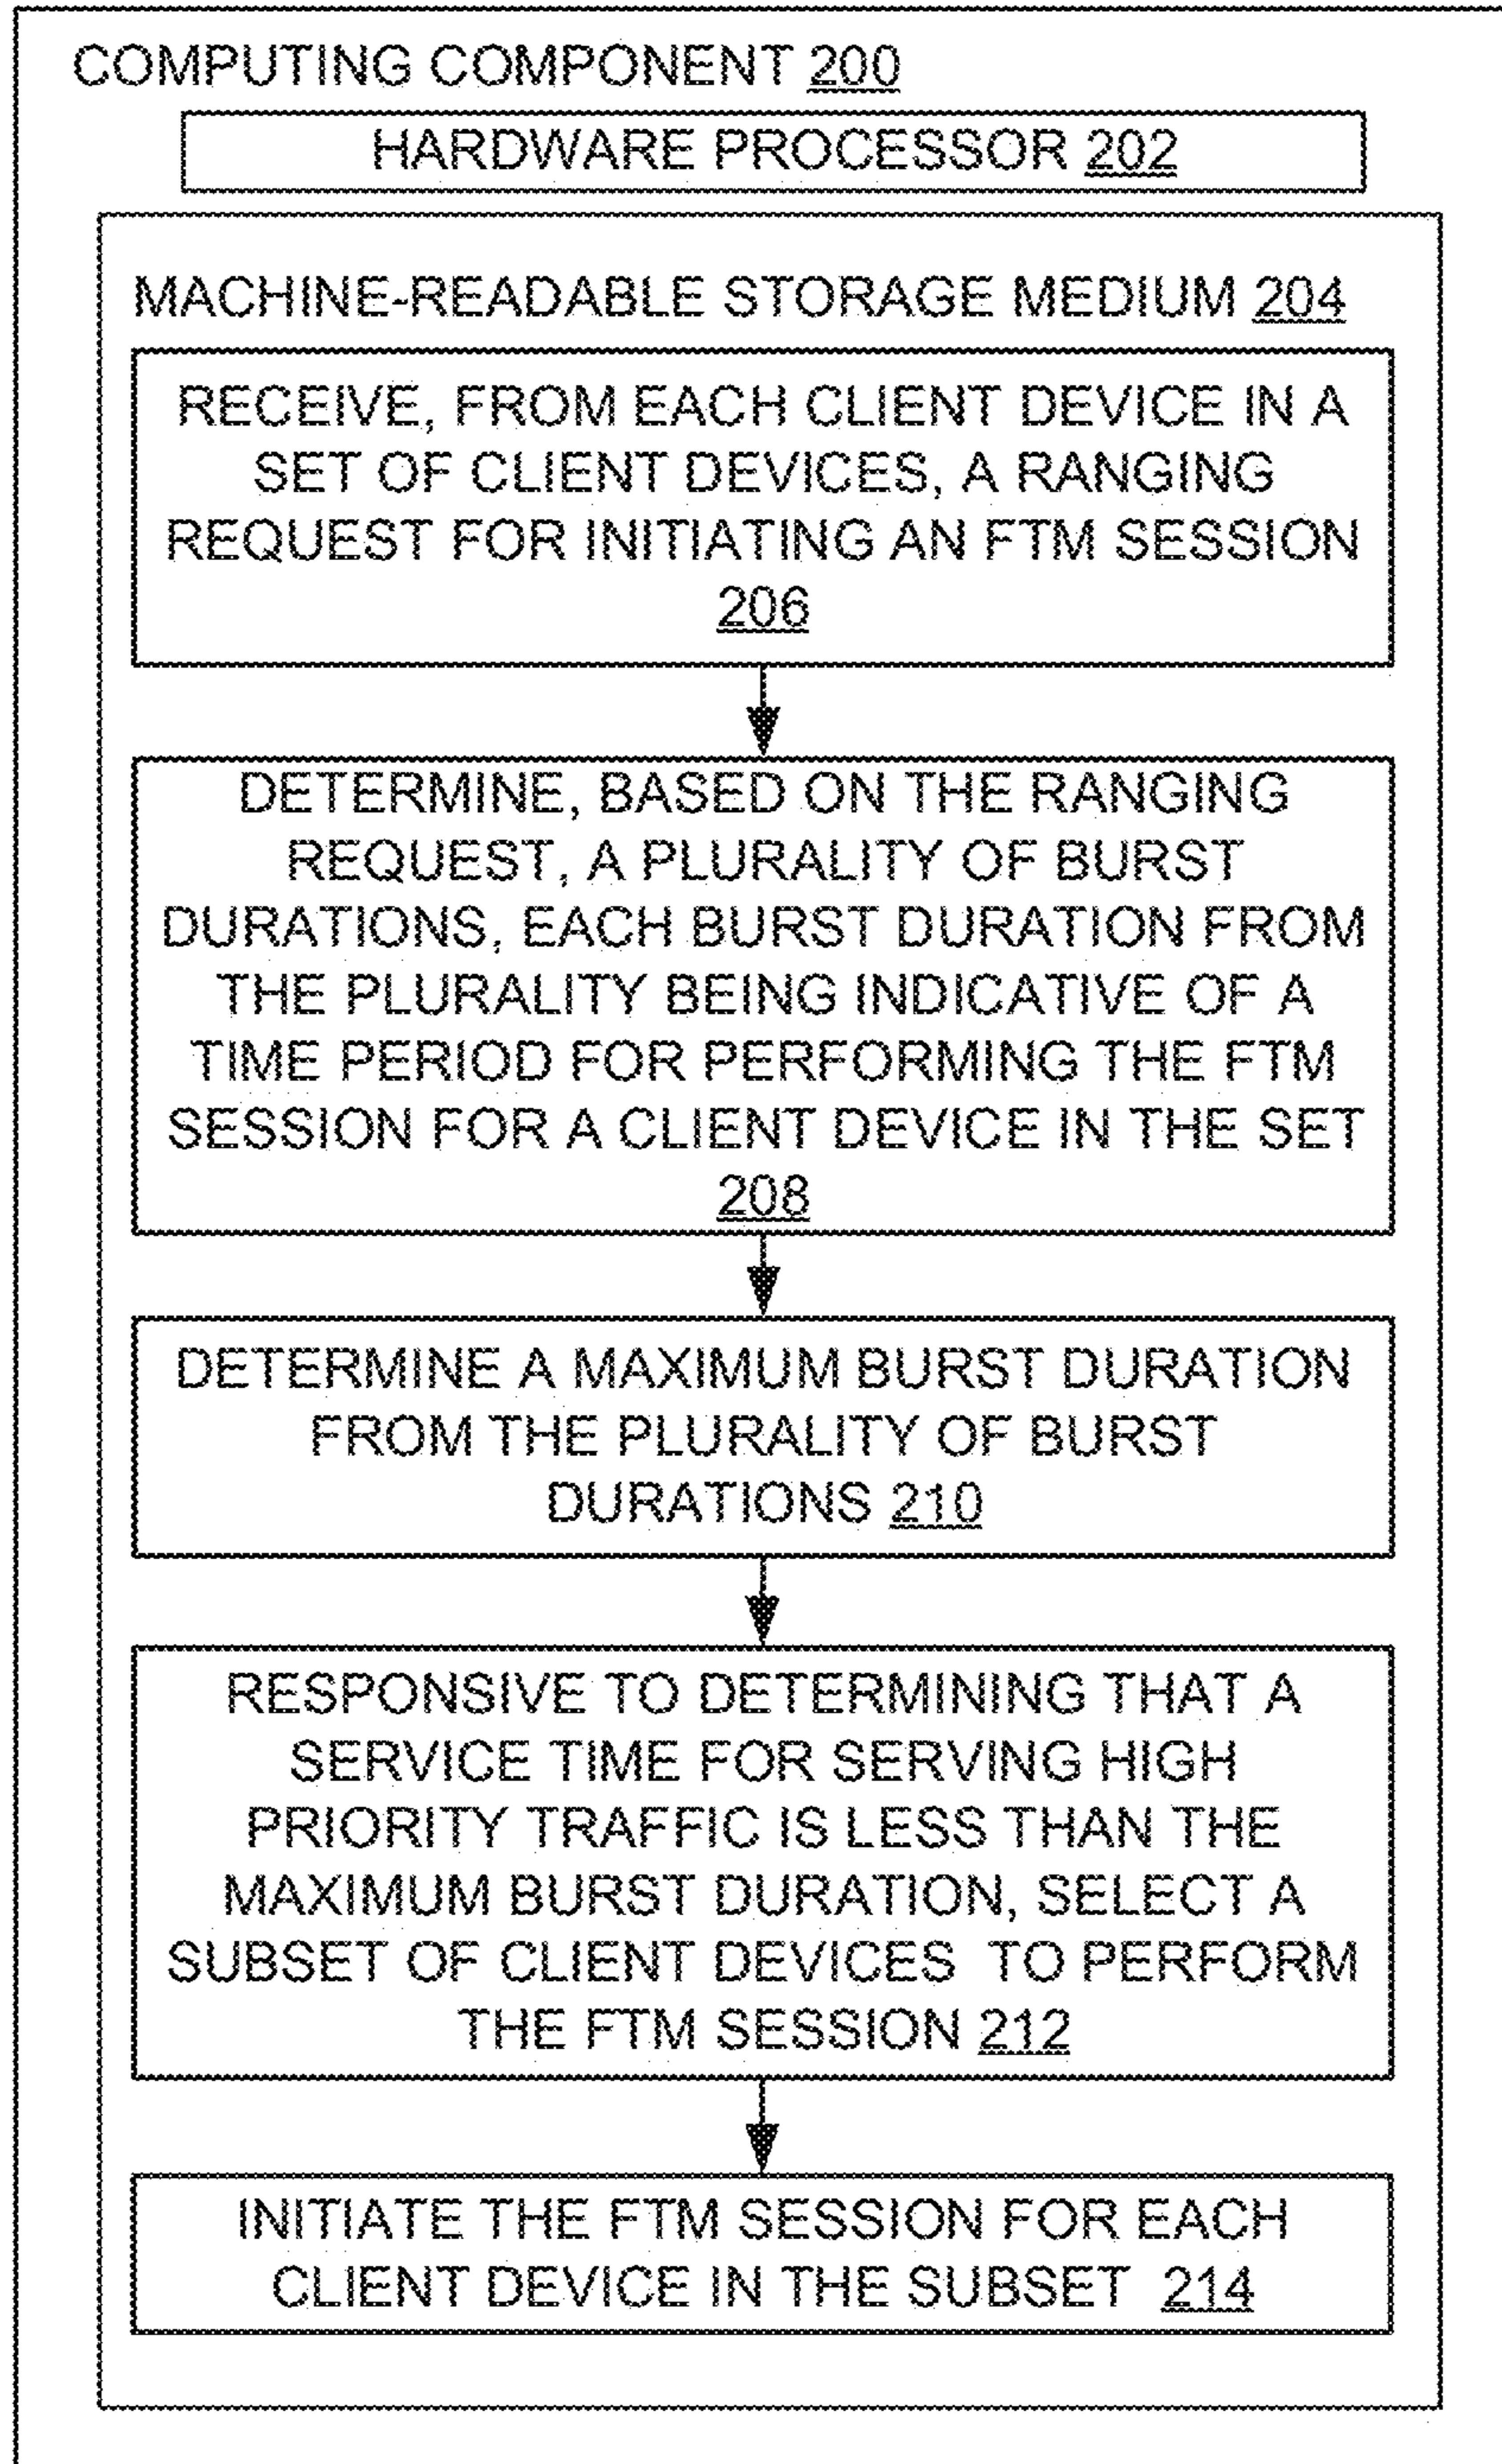 COMPUTING COMPONENT 200
HARDWARE PROCESSOR 202
MACHINE-READABLE STORAGE MEDIUM 204
RECEIVE, FROM EACH CLIENT DEVICE IN A
SET OF CLIENT DEVICES, A RANGING
REQUEST FOR INITIATING AN FTM SESSION
206
DETERMINE, BASED ON THE RANGING
REQUEST, A PLURALITY OF BURST
DURATIONS, EACH BURST DURATION FROM
THE PLURALITY BEING INDICATIVE OF A
TIME PERIOD FOR PERFORMING THE FTM
SESSION FOR A CLIENT DEVICE IN THE SET
208
DETERMINE A MAXIMUM BURST DURATION
FROM THE PLURALITY OF BURST
DURATIONS 210
RESPONSIVE TO DETERMINING THAT A
SERVICE TIME FOR SERVING HIGH
PRIORITY TRAFFIC IS LESS THAN THE
MAXIMUM BURST DURATION, SELECT A
SUBSET OF CLIENT DEVICES TO PERFORM
THE FTM SESSION 212
INITIATE THE FTM SESSION FOR EACH
CLIENT DEVICE IN THE SUBSET 214